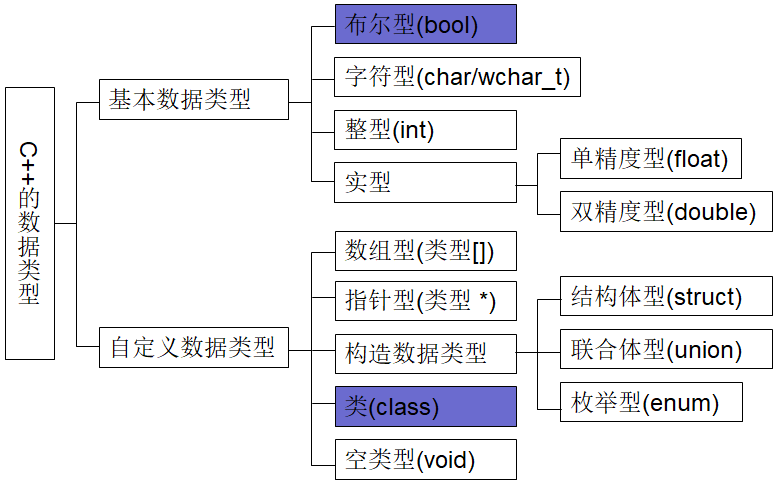 C++的数据类型
基本数据类型
布尔型(bool)
字符型(char/wchar_t)
整型(int)
实型
单精度型(float)
双精度型(double)
自定义数据类型
数组型(类型[])
指针型(类型 *)
构造数据类型
结构体型(struct)
联合体型(union)
枚举型(enum)
类(class)
空类型(void)